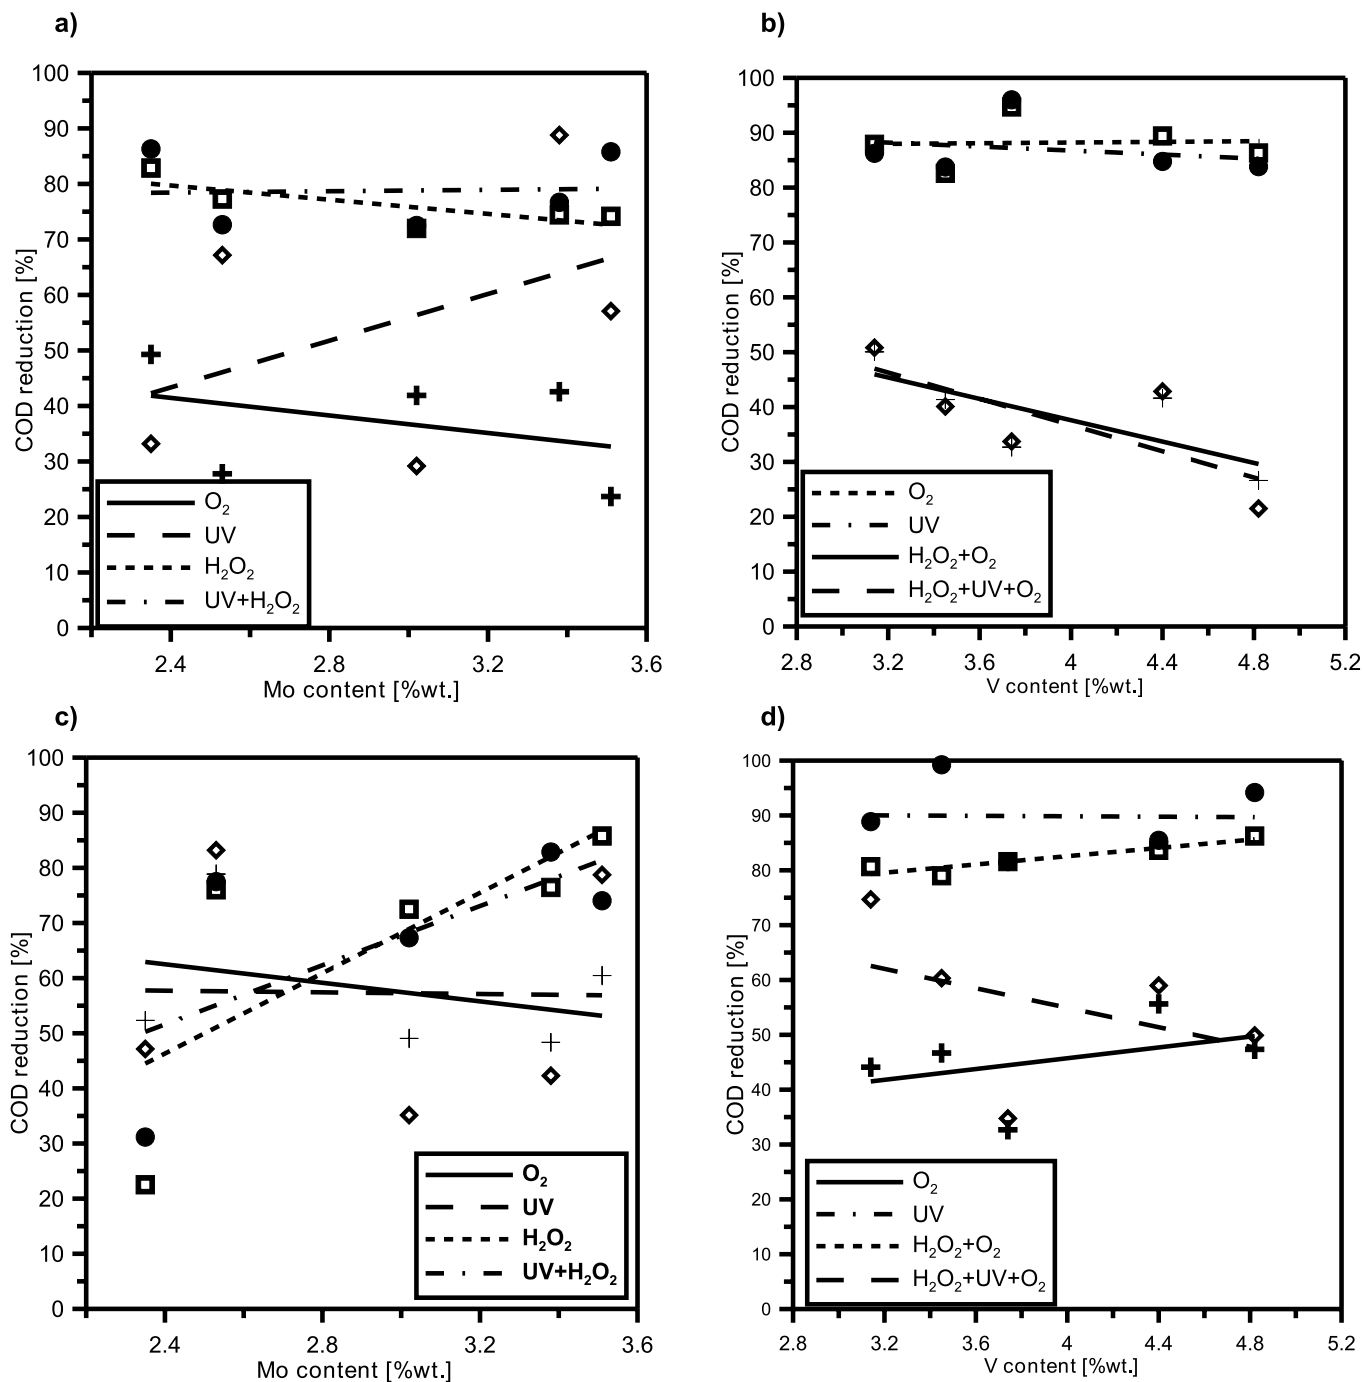 a)
100
90
80
70
60
50
40
30
20
10
0
COD reduction [%]
2.4
2.8
3.2
3.6
Mo content [%wt.]
O₂
UV
H₂O₂
UV+H₂O₂
b)
100
90
80
70
60
50
40
30
20
10
0
COD reduction [%]
2.8
3.2
3.6
4
4.4
4.8
5.2
V content [%wt.]
O₂
UV
H₂O₂+O₂
H₂O₂+UV+O₂
c)
100
90
80
70
60
50
40
30
20
10
0
COD reduction [%]
2.4
2.8
3.2
3.6
Mo content [%wt.]
O₂
UV
H₂O₂
UV+H₂O₂
d)
100
90
80
70
60
50
40
30
20
10
0
COD reduction [%]
2.8
3.2
3.6
4
4.4
4.8
5.2
V content [%wt.]
O₂
UV
H₂O₂+O₂
H₂O₂+UV+O₂